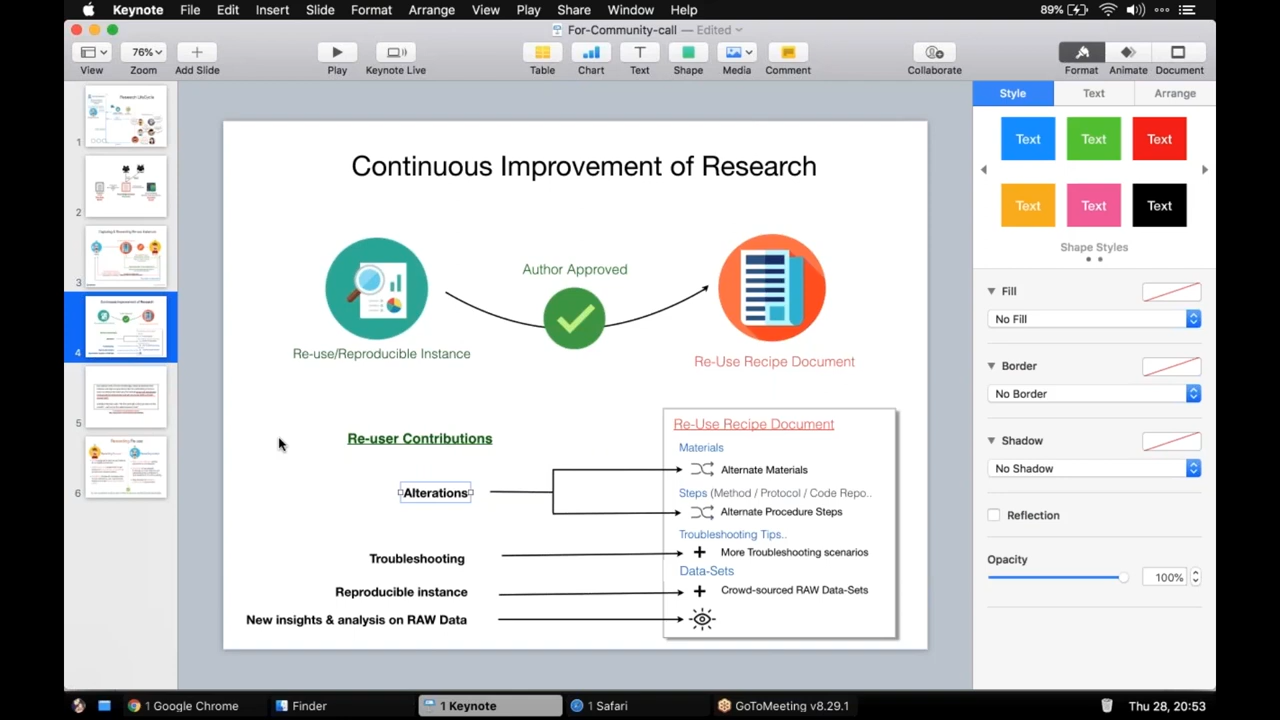 Keynote File Edit Insert Slide Format Arrange View Play Share Window Help 89%
For-Community-call — Edited
76%
View Zoom Add Slide Play Keynote Live Table Chart Text Shape Media Comment Collaborate Format Animate Document
1
2
3
4
5
6
Continuous Improvement of Research
Author Approved
Re-use/Reproducible Instance
Re-Use Recipe Document
Re-user Contributions
Alterations
Troubleshooting
Reproducible instance
New insights & analysis on RAW Data
Re-Use Recipe Document
Materials
Alternate Materials
Steps (Method / Protocol / Code Repo..
Alternate Procedure Steps
Troubleshooting Tips..
More Troubleshooting scenarios
Data-Sets
Crowd-sourced RAW Data-Sets
Style Text Arrange
Text Text Text
Text Text Text
Shape Styles
Fill
No Fill
Border
No Border
Shadow
No Shadow
Reflection
Opacity
100%
1 Google Chrome Finder 1 Keynote 1 Safari GoToMeeting v8.29.1 Thu 28, 20:53